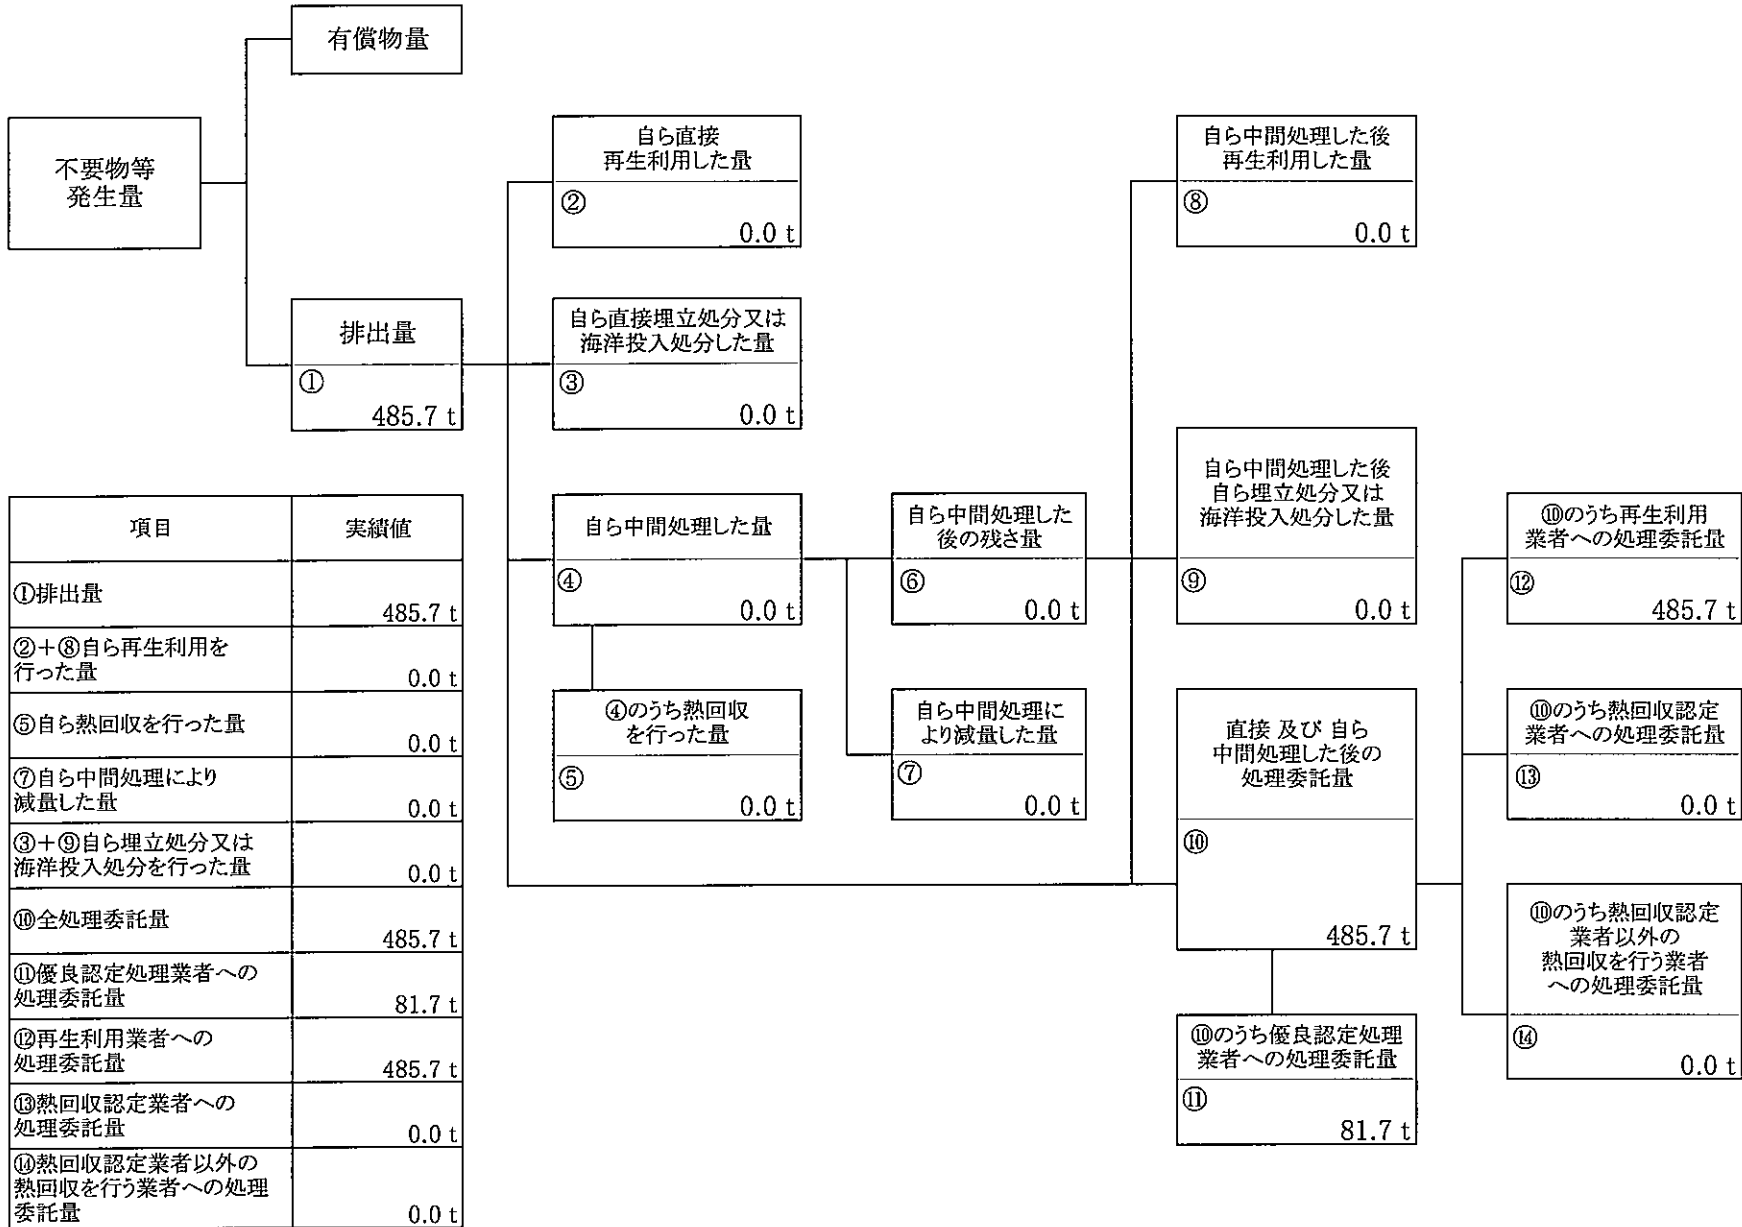 有償物量
不要物等
発生量
排出量
①
485.7 t
自ら直接
再生利用した量
②
0.0 t
自ら直接埋立処分又は
海洋投入処分した量
③
0.0 t
自ら中間処理した量
④
0.0 t
④のうち熱回収
を行った量
⑤
0.0 t
自ら中間処理した
後の残さ量
⑥
0.0 t
自ら中間処理に
より減量した量
⑦
0.0 t
自ら中間処理した後
再生利用した量
⑧
0.0 t
自ら中間処理した後
自ら埋立処分又は
海洋投入処分した量
⑨
0.0 t
直接 及び 自ら
中間処理した後の
処理委託量
⑩
485.7 t
⑩のうち優良認定処理
業者への処理委託量
⑪
81.7 t
⑩のうち再生利用
業者への処理委託量
⑫
485.7 t
⑩のうち熱回収認定
業者への処理委託量
⑬
0.0 t
⑩のうち熱回収認定
業者以外の
熱回収を行う業者
への処理委託量
⑭
0.0 t
項目 実績値
①排出量
485.7 t
②+⑧自ら再生利用を
行った量
0.0 t
⑤自ら熱回収を行った量
0.0 t
⑦自ら中間処理により
減量した量
0.0 t
③+⑨自ら埋立処分又は
海洋投入処分を行った量
0.0 t
⑩全処理委託量
485.7 t
⑪優良認定処理業者への
処理委託量
81.7 t
⑫再生利用業者への
処理委託量
485.7 t
⑬熱回収認定業者への
処理委託量
0.0 t
⑭熱回収認定業者以外の
熱回収を行う業者への処理
委託量
0.0 t